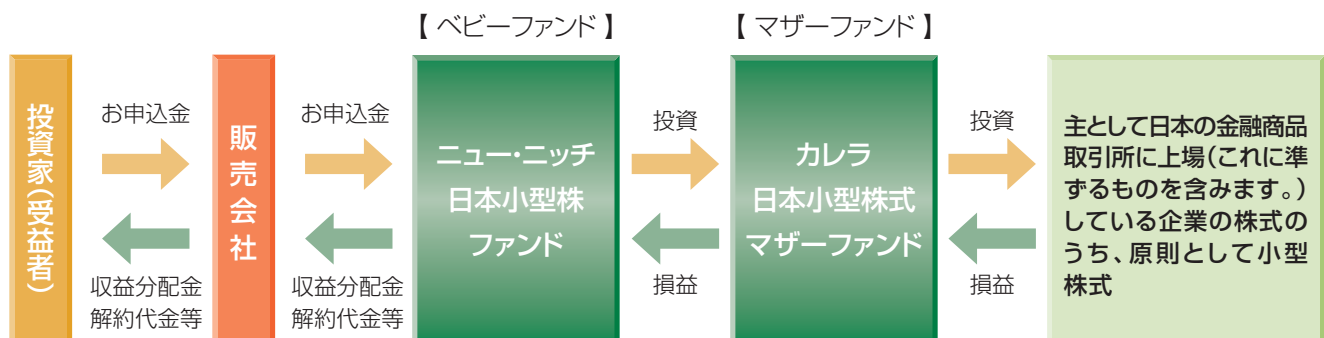 【 ベビーファンド 】
【 マザーファンド 】
投資家(受益者)
お申込金
収益分配金
解約代金等
販売会社
お申込金
収益分配金
解約代金等
ニュー・ニッチ
日本小型株
ファンド
投資
損益
カレラ
日本小型株式
マザーファンド
投資
損益
主として日本の金融商品
取引所に上場(これに準
ずるものを含みます。)
している企業の株式の
うち、原則として小型
株式